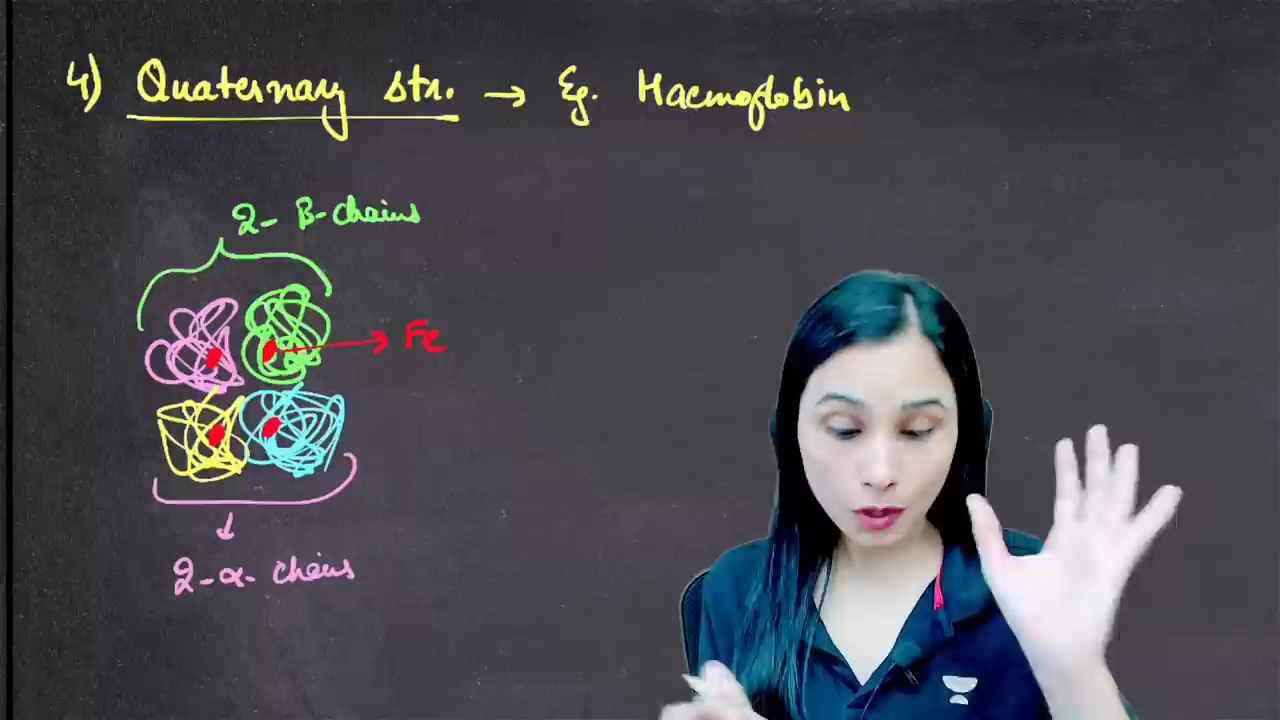 4) Quaternary str. → Eg. Haemoglobin
2- β-chains
Fe
2-α- chains